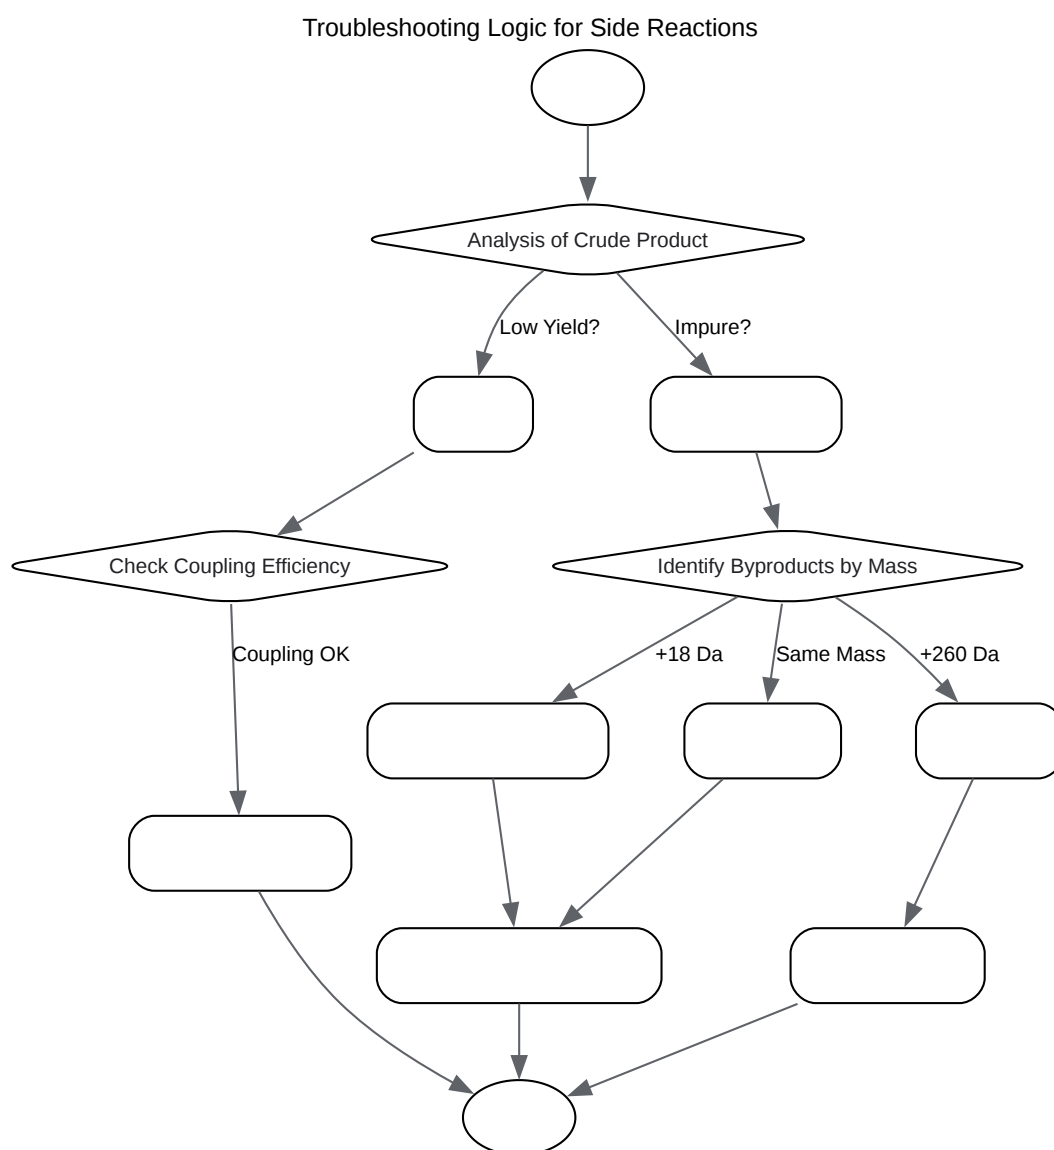 Troubleshooting Logic for Side Reactions
Analysis of Crude Product
Low Yield?
Impure?
Check Coupling Efficiency
Identify Byproducts by Mass
Coupling OK
+18 Da
Same Mass
+260 Da